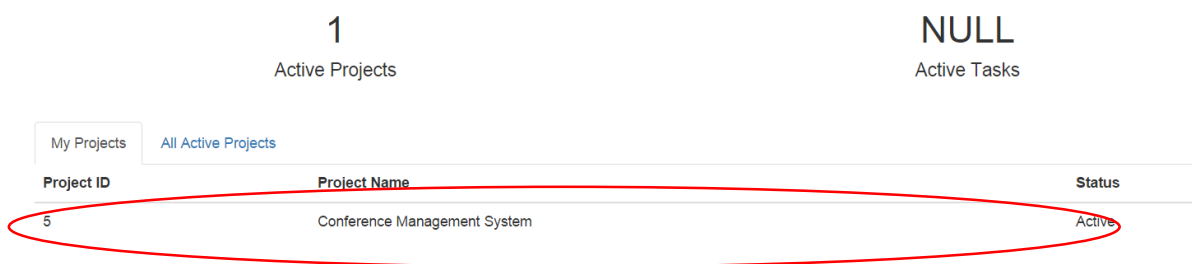 1 NULL
Active Projects Active Tasks
My Projects All Active Projects
Project ID Project Name Status
5 Conference Management System Active